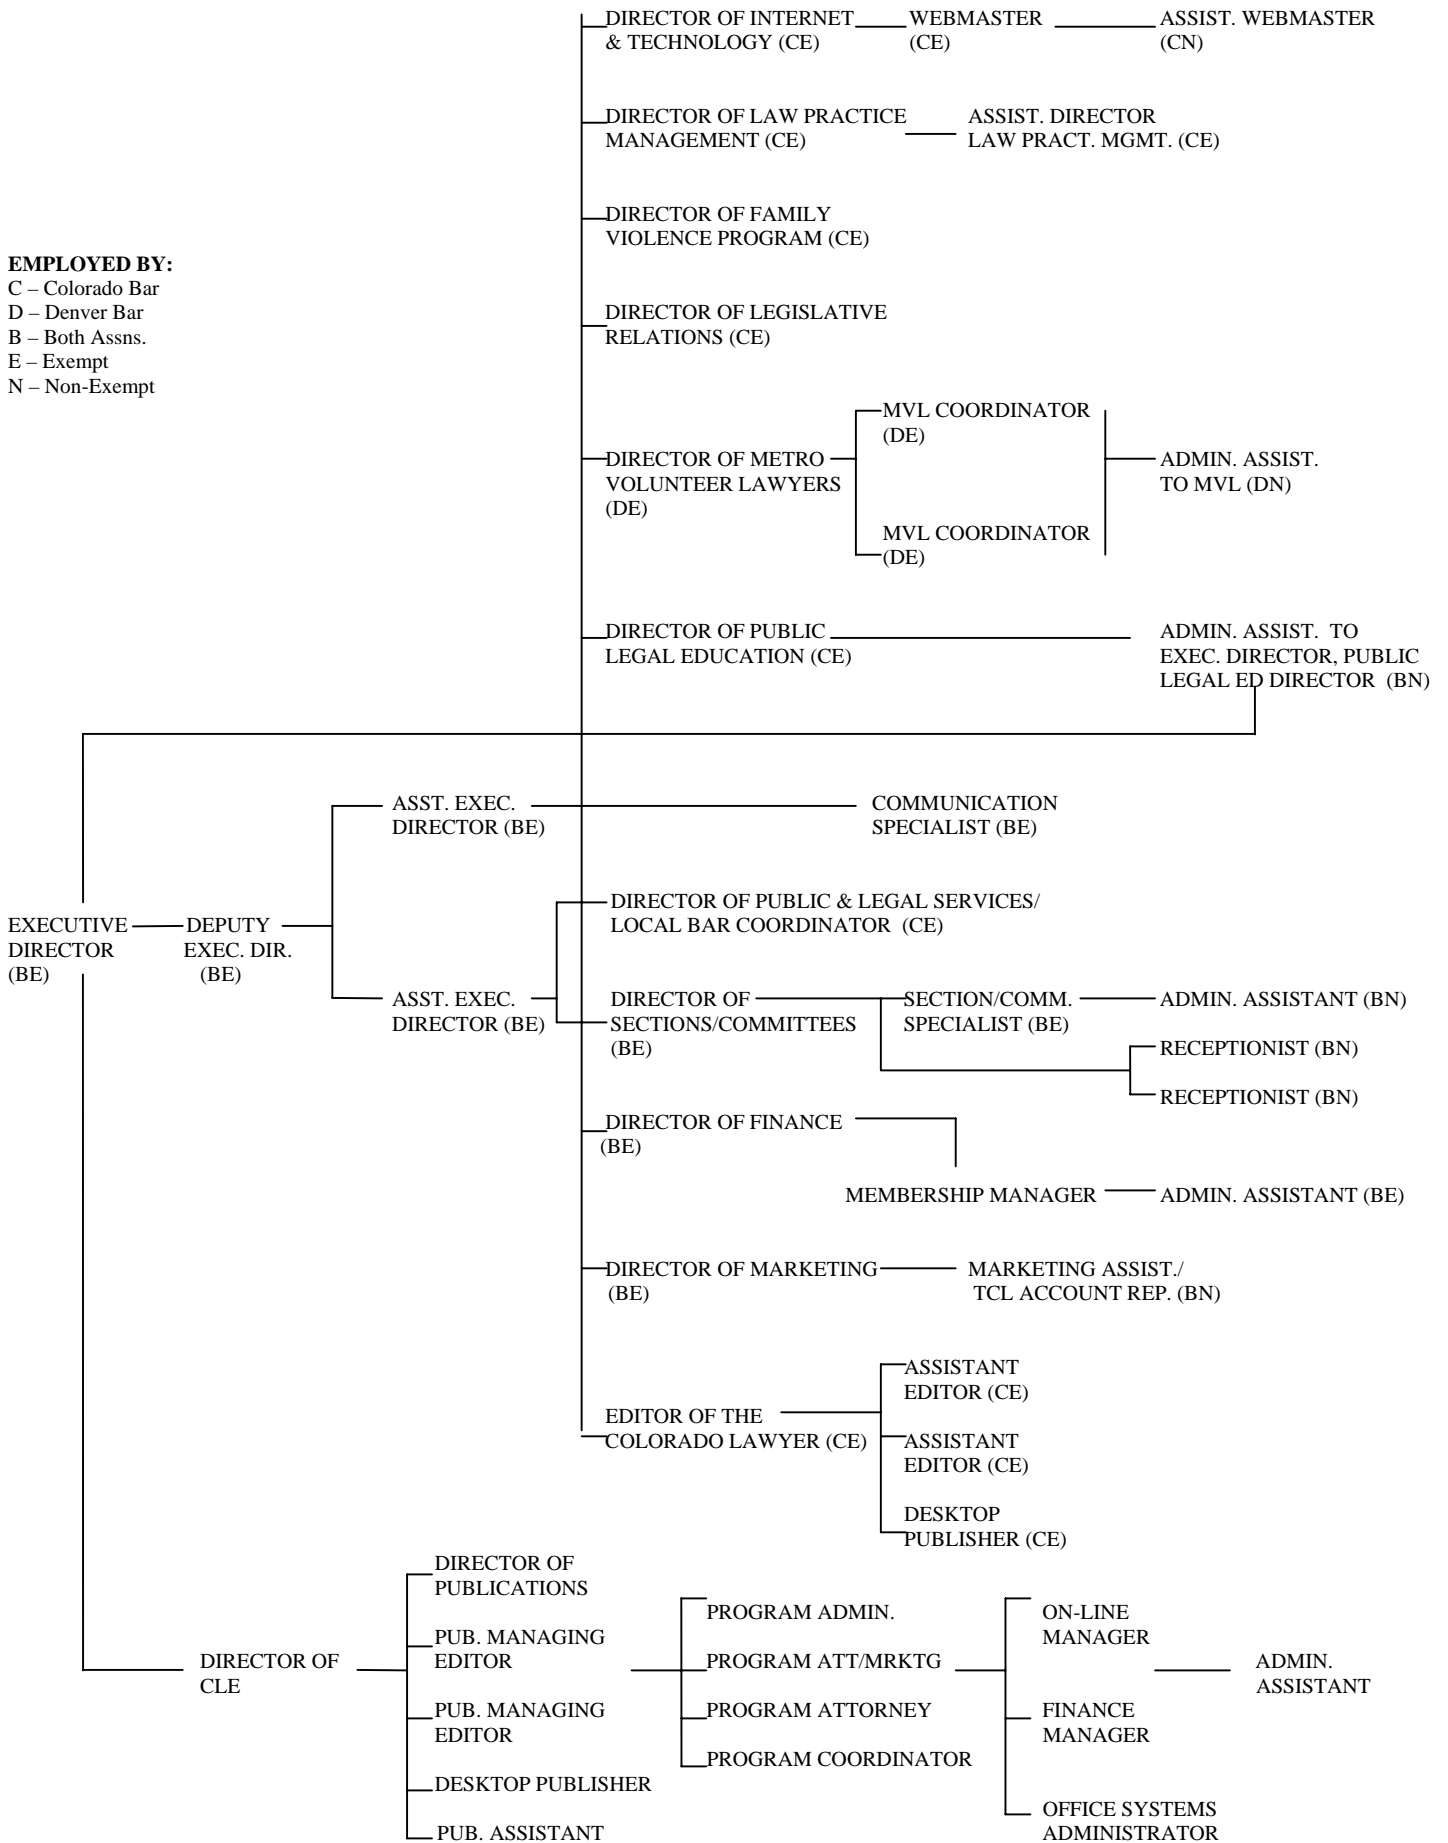 DIRECTOR OF INTERNET
& TECHNOLOGY (CE)
WEBMASTER
(CE)
ASSIST. WEBMASTER
(CN)
DIRECTOR OF LAW PRACTICE
MANAGEMENT (CE)
ASSIST. DIRECTOR
LAW PRACT. MGMT. (CE)
DIRECTOR OF FAMILY
VIOLENCE PROGRAM (CE)
EMPLOYED BY:
C – Colorado Bar
D – Denver Bar
B – Both Assns.
E – Exempt
N – Non-Exempt
DIRECTOR OF LEGISLATIVE
RELATIONS (CE)
DIRECTOR OF METRO
VOLUNTEER LAWYERS
(DE)
MVL COORDINATOR
(DE)
MVL COORDINATOR
(DE)
ADMIN. ASSIST.
TO MVL (DN)
DIRECTOR OF PUBLIC
LEGAL EDUCATION (CE)
ADMIN. ASSIST. TO
EXEC. DIRECTOR, PUBLIC
LEGAL ED DIRECTOR (BN)
EXECUTIVE
DIRECTOR
(BE)
DEPUTY
EXEC. DIR.
(BE)
ASST. EXEC.
DIRECTOR (BE)
COMMUNICATION
SPECIALIST (BE)
ASST. EXEC.
DIRECTOR (BE)
DIRECTOR OF PUBLIC & LEGAL SERVICES/
LOCAL BAR COORDINATOR (CE)
DIRECTOR OF
SECTIONS/COMMITTEES
(BE)
SECTION/COMM.
SPECIALIST (BE)
ADMIN. ASSISTANT (BN)
RECEPTIONIST (BN)
RECEPTIONIST (BN)
DIRECTOR OF FINANCE
(BE)
MEMBERSHIP MANAGER
ADMIN. ASSISTANT (BE)
DIRECTOR OF MARKETING
(BE)
MARKETING ASSIST./
TCL ACCOUNT REP. (BN)
EDITOR OF THE
COLORADO LAWYER (CE)
ASSISTANT
EDITOR (CE)
ASSISTANT
EDITOR (CE)
DESKTOP
PUBLISHER (CE)
DIRECTOR OF
CLE
DIRECTOR OF
PUBLICATIONS
PUB. MANAGING
EDITOR
PUB. MANAGING
EDITOR
DESKTOP PUBLISHER
PUB. ASSISTANT
PROGRAM ADMIN.
PROGRAM ATT/MRKTG
PROGRAM ATTORNEY
PROGRAM COORDINATOR
ON-LINE
MANAGER
FINANCE
MANAGER
OFFICE SYSTEMS
ADMINISTRATOR
ADMIN.
ASSISTANT